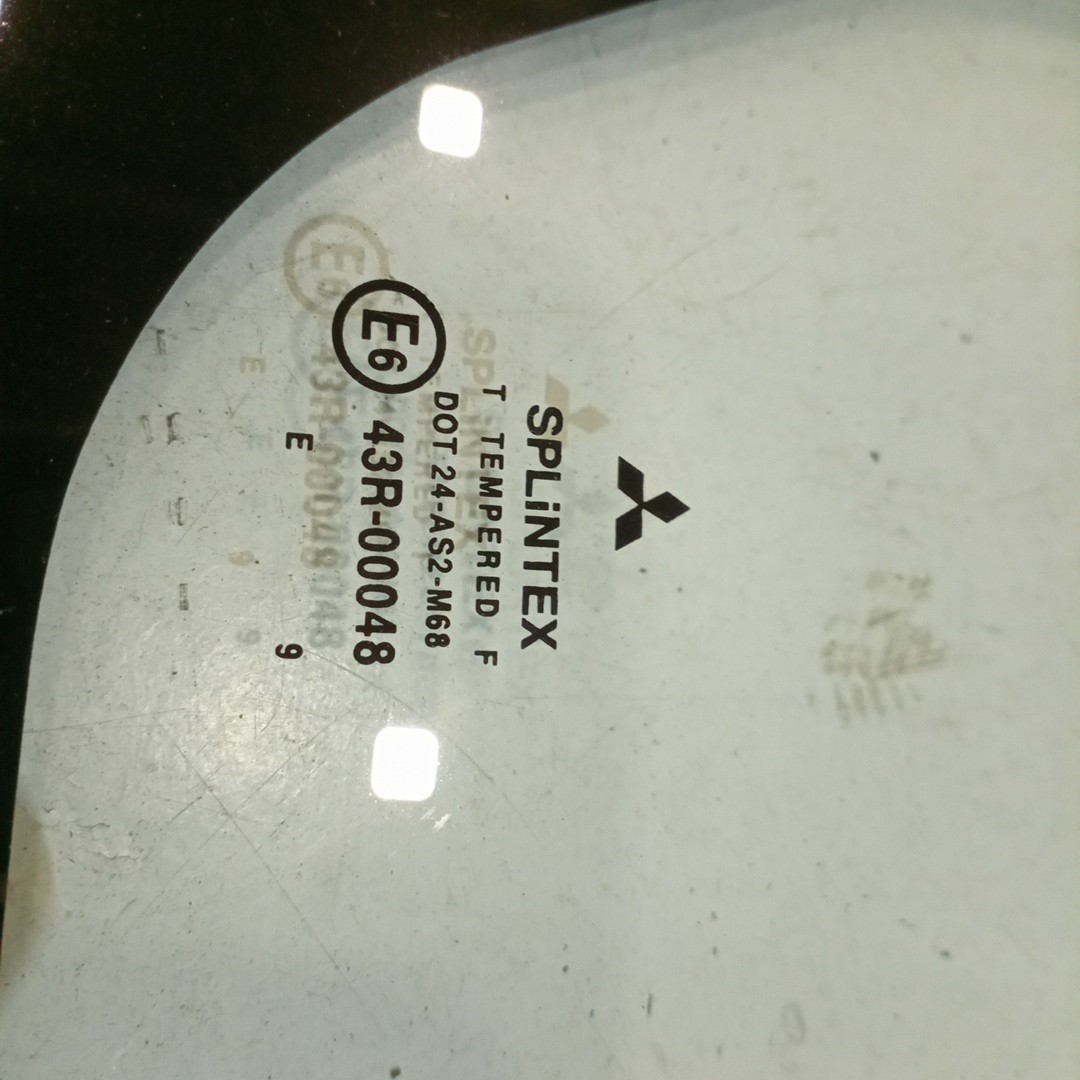 SPLiNTEX
T TEMPERED F
DOT 24-AS2-M68
E6 43R-00048
E 9